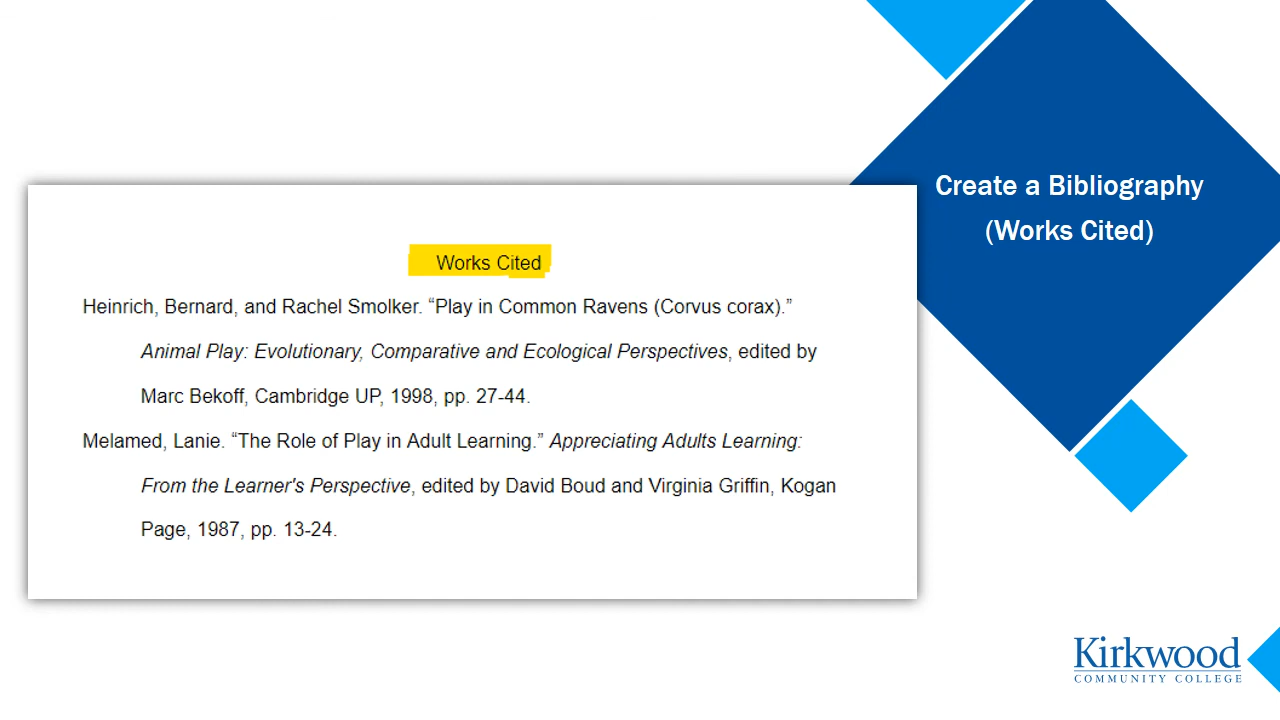 Create a Bibliography
(Works Cited)
Works Cited
Heinrich, Bernard, and Rachel Smolker. “Play in Common Ravens (Corvus corax).”
Animal Play: Evolutionary, Comparative and Ecological Perspectives, edited by
Marc Bekoff, Cambridge UP, 1998, pp. 27-44.
Melamed, Lanie. “The Role of Play in Adult Learning.” Appreciating Adults Learning:
From the Learner's Perspective, edited by David Boud and Virginia Griffin, Kogan
Page, 1987, pp. 13-24.
Kirkwood
COMMUNITY COLLEGE